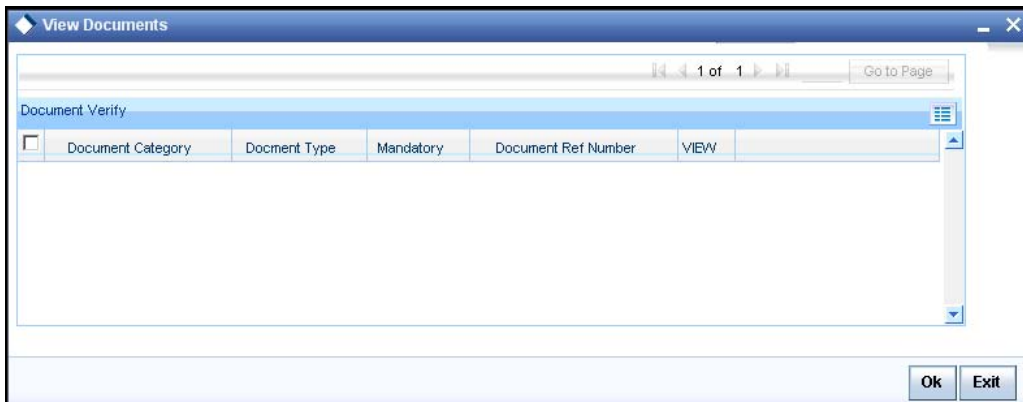 View Documents
1 of 1 Go to Page
Document Verify
Document Category Docment Type Mandatory Document Ref Number VIEW
Ok Exit